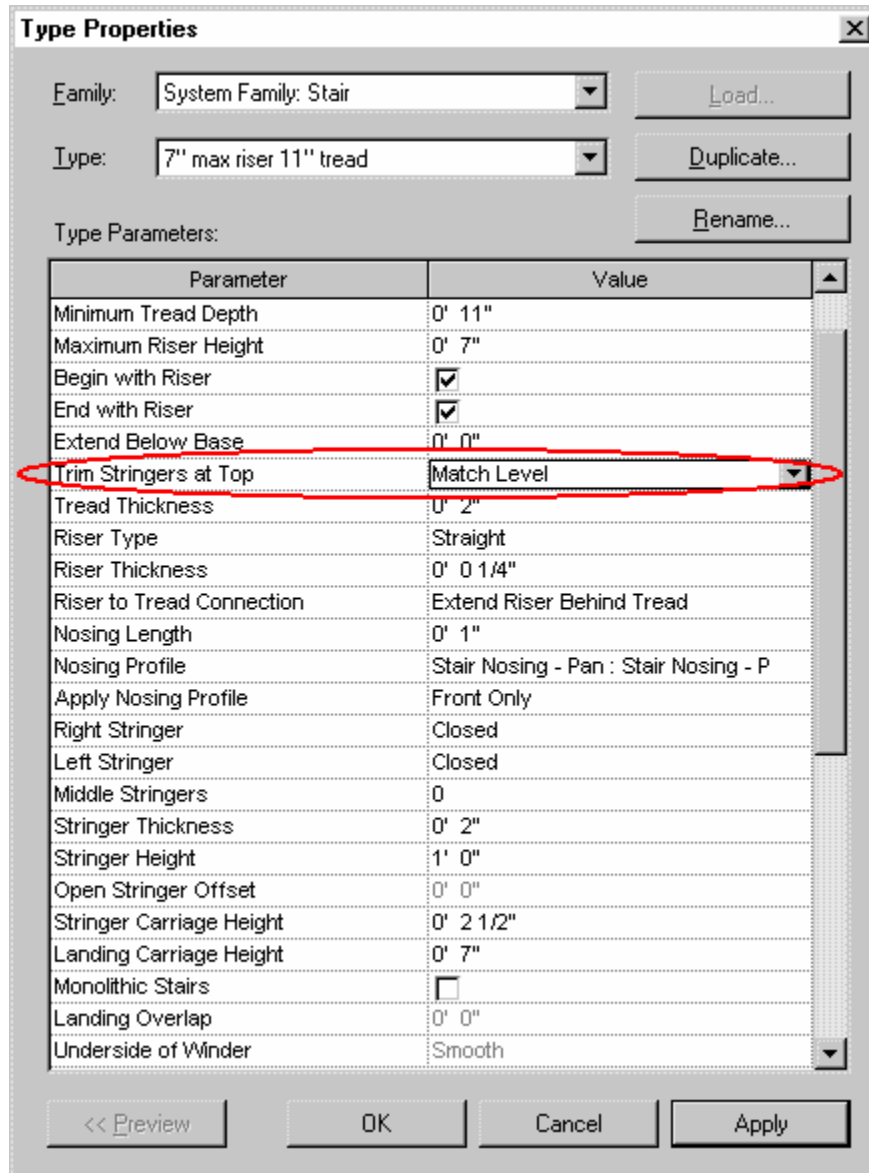 Type Properties
Family: System Family: Stair Load...
Type: 7" max riser 11" tread Duplicate...
Rename...
Type Parameters:
Parameter Value
Minimum Tread Depth 0' 11"
Maximum Riser Height 0' 7"
Begin with Riser
End with Riser
Extend Below Base 0' 0"
Trim Stringers at Top Match Level
Tread Thickness 0' 2"
Riser Type Straight
Riser Thickness 0' 0 1/4"
Riser to Tread Connection Extend Riser Behind Tread
Nosing Length 0' 1"
Nosing Profile Stair Nosing - Pan : Stair Nosing - P
Apply Nosing Profile Front Only
Right Stringer Closed
Left Stringer Closed
Middle Stringers 0
Stringer Thickness 0' 2"
Stringer Height 1' 0"
Open Stringer Offset 0' 0"
Stringer Carriage Height 0' 2 1/2"
Landing Carriage Height 0' 7"
Monolithic Stairs
Landing Overlap 0' 0"
Underside of Winder Smooth
<< Preview OK Cancel Apply